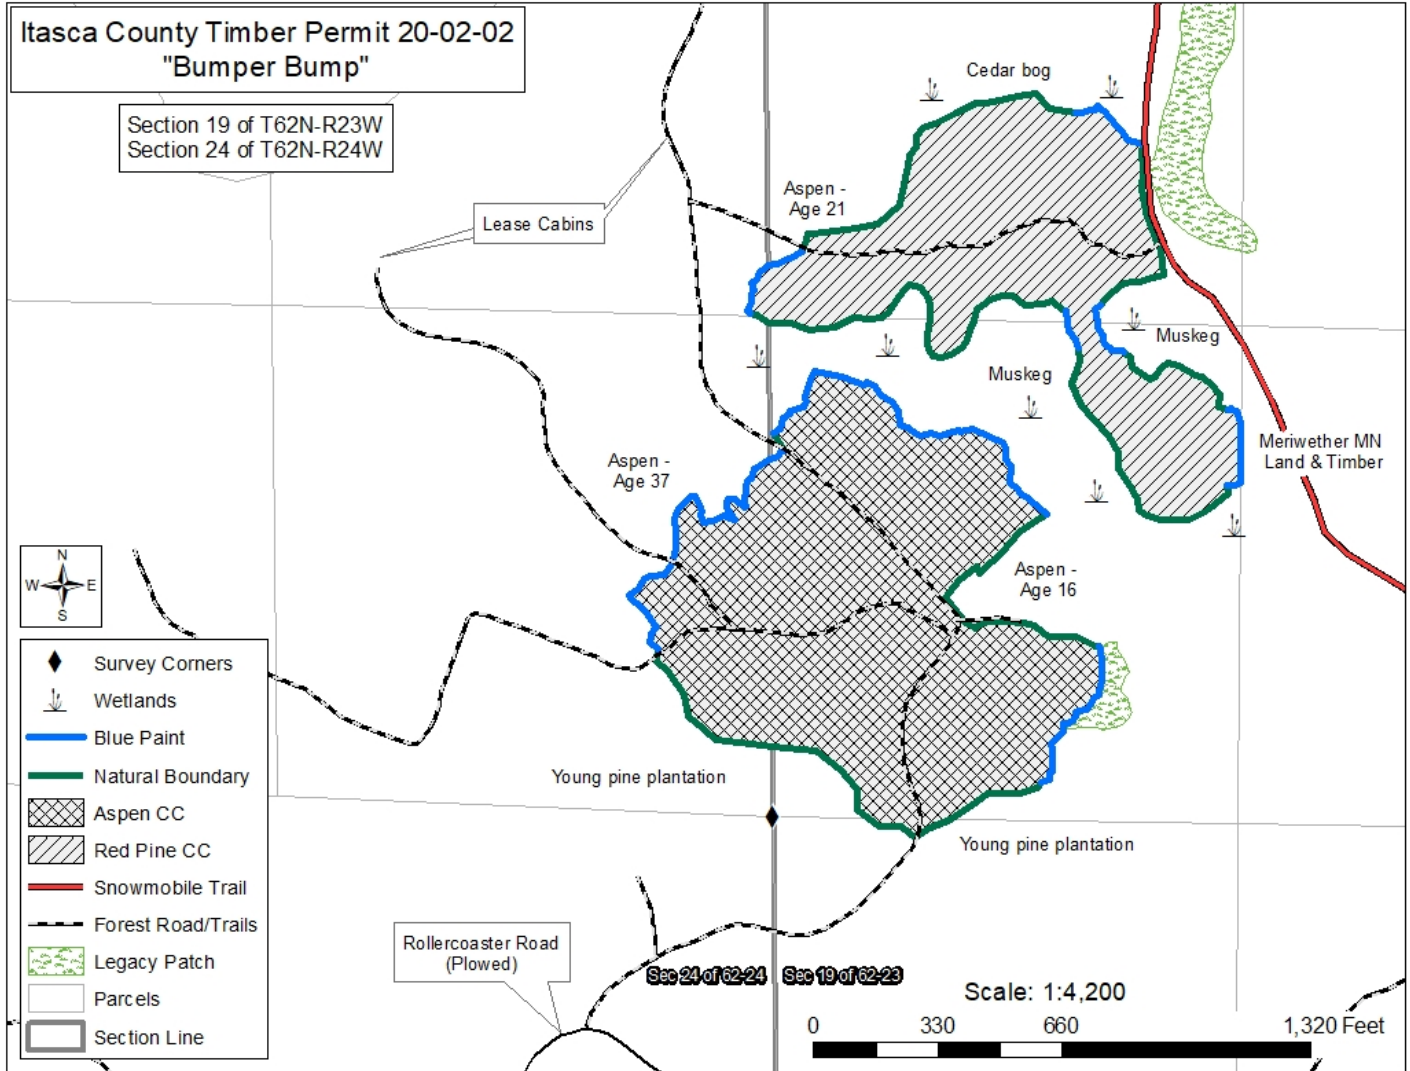 Itasca County Timber Permit 20-02-02
"Bumper Bump"
Section 19 of T62N-R23W
Section 24 of T62N-R24W
Cedar bog
Aspen -
Age 21
Lease Cabins
Muskeg
Muskeg
Meriwether MN
Land & Timber
Aspen -
Age 37
Aspen -
Age 16
N
W E
S
Survey Corners
Wetlands
Blue Paint
Natural Boundary
Aspen CC
Red Pine CC
Snowmobile Trail
Forest Road/Trails
Legacy Patch
Parcels
Section Line
Young pine plantation
Young pine plantation
Rollercoaster Road
(Plowed)
Sec 24 of 62-24 Sec 19 of 62-23
Scale: 1:4,200
0 330 660 1,320 Feet